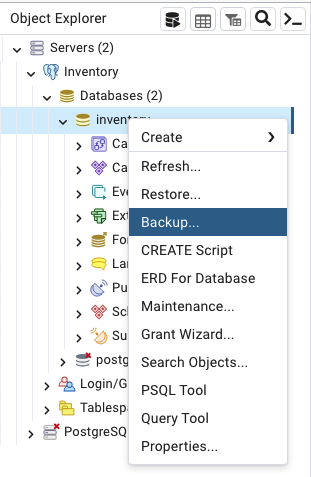 Object Explorer
Servers (2)
Inventory
Databases (2)
inventory
Create
Refresh...
Restore...
Backup...
CREATE Script
ERD For Database
Maintenance...
Grant Wizard...
Search Objects...
PSQL Tool
Query Tool
Properties...
Ca
Ca
Eve
Ext
For
Lan
Pu
Sch
Su
postg
Login/G
Tablespa
PostgreSQ